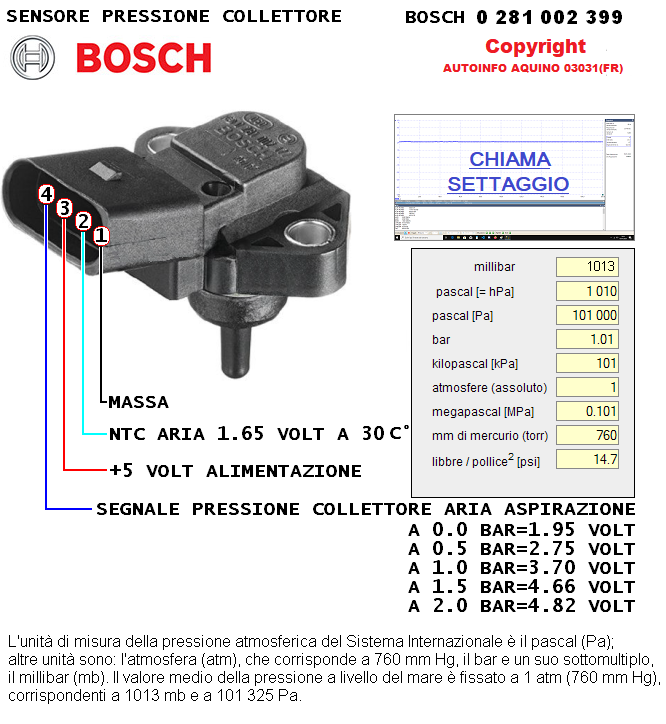 SENSORE PRESSIONE COLLETTORE
BOSCH 0 281 002 399
BOSCH
Copyright
AUTOINFO AQUINO 03031(FR)
CHIAMA
SETTAGGIO
4
3
2
1
millibar 1013
pascal [= hPa] 1 010
pascal [Pa] 101 000
bar 1.01
kilopascal [kPa] 101
atmosfere (assoluto) 1
megapascal [MPa] 0.101
mm di mercurio (torr) 760
libbre / pollice² [psi] 14.7
MASSA
NTC ARIA 1.65 VOLT A 30 C°
+5 VOLT ALIMENTAZIONE
SEGNALE PRESSIONE COLLETTORE ARIA ASPIRAZIONE
A 0.0 BAR=1.95 VOLT
A 0.5 BAR=2.75 VOLT
A 1.0 BAR=3.70 VOLT
A 1.5 BAR=4.66 VOLT
A 2.0 BAR=4.82 VOLT
L'unità di misura della pressione atmosferica del Sistema Internazionale è il pascal (Pa);
altre unità sono: l'atmosfera (atm), che corrisponde a 760 mm Hg, il bar e un suo sottomultiplo,
il millibar (mb). Il valore medio della pressione a livello del mare è fissato a 1 atm (760 mm Hg),
corrispondenti a 1013 mb e a 101 325 Pa.